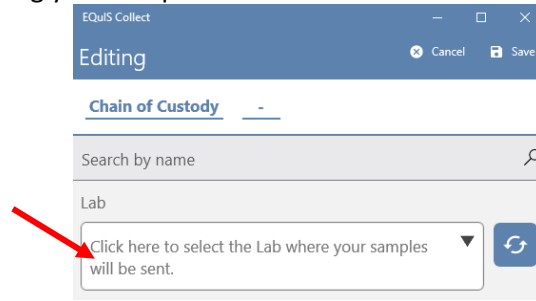 EQuIS Collect
Editing
Cancel
Save
Chain of Custody -
Search by name
Lab
Click here to select the Lab where your samples
will be sent.